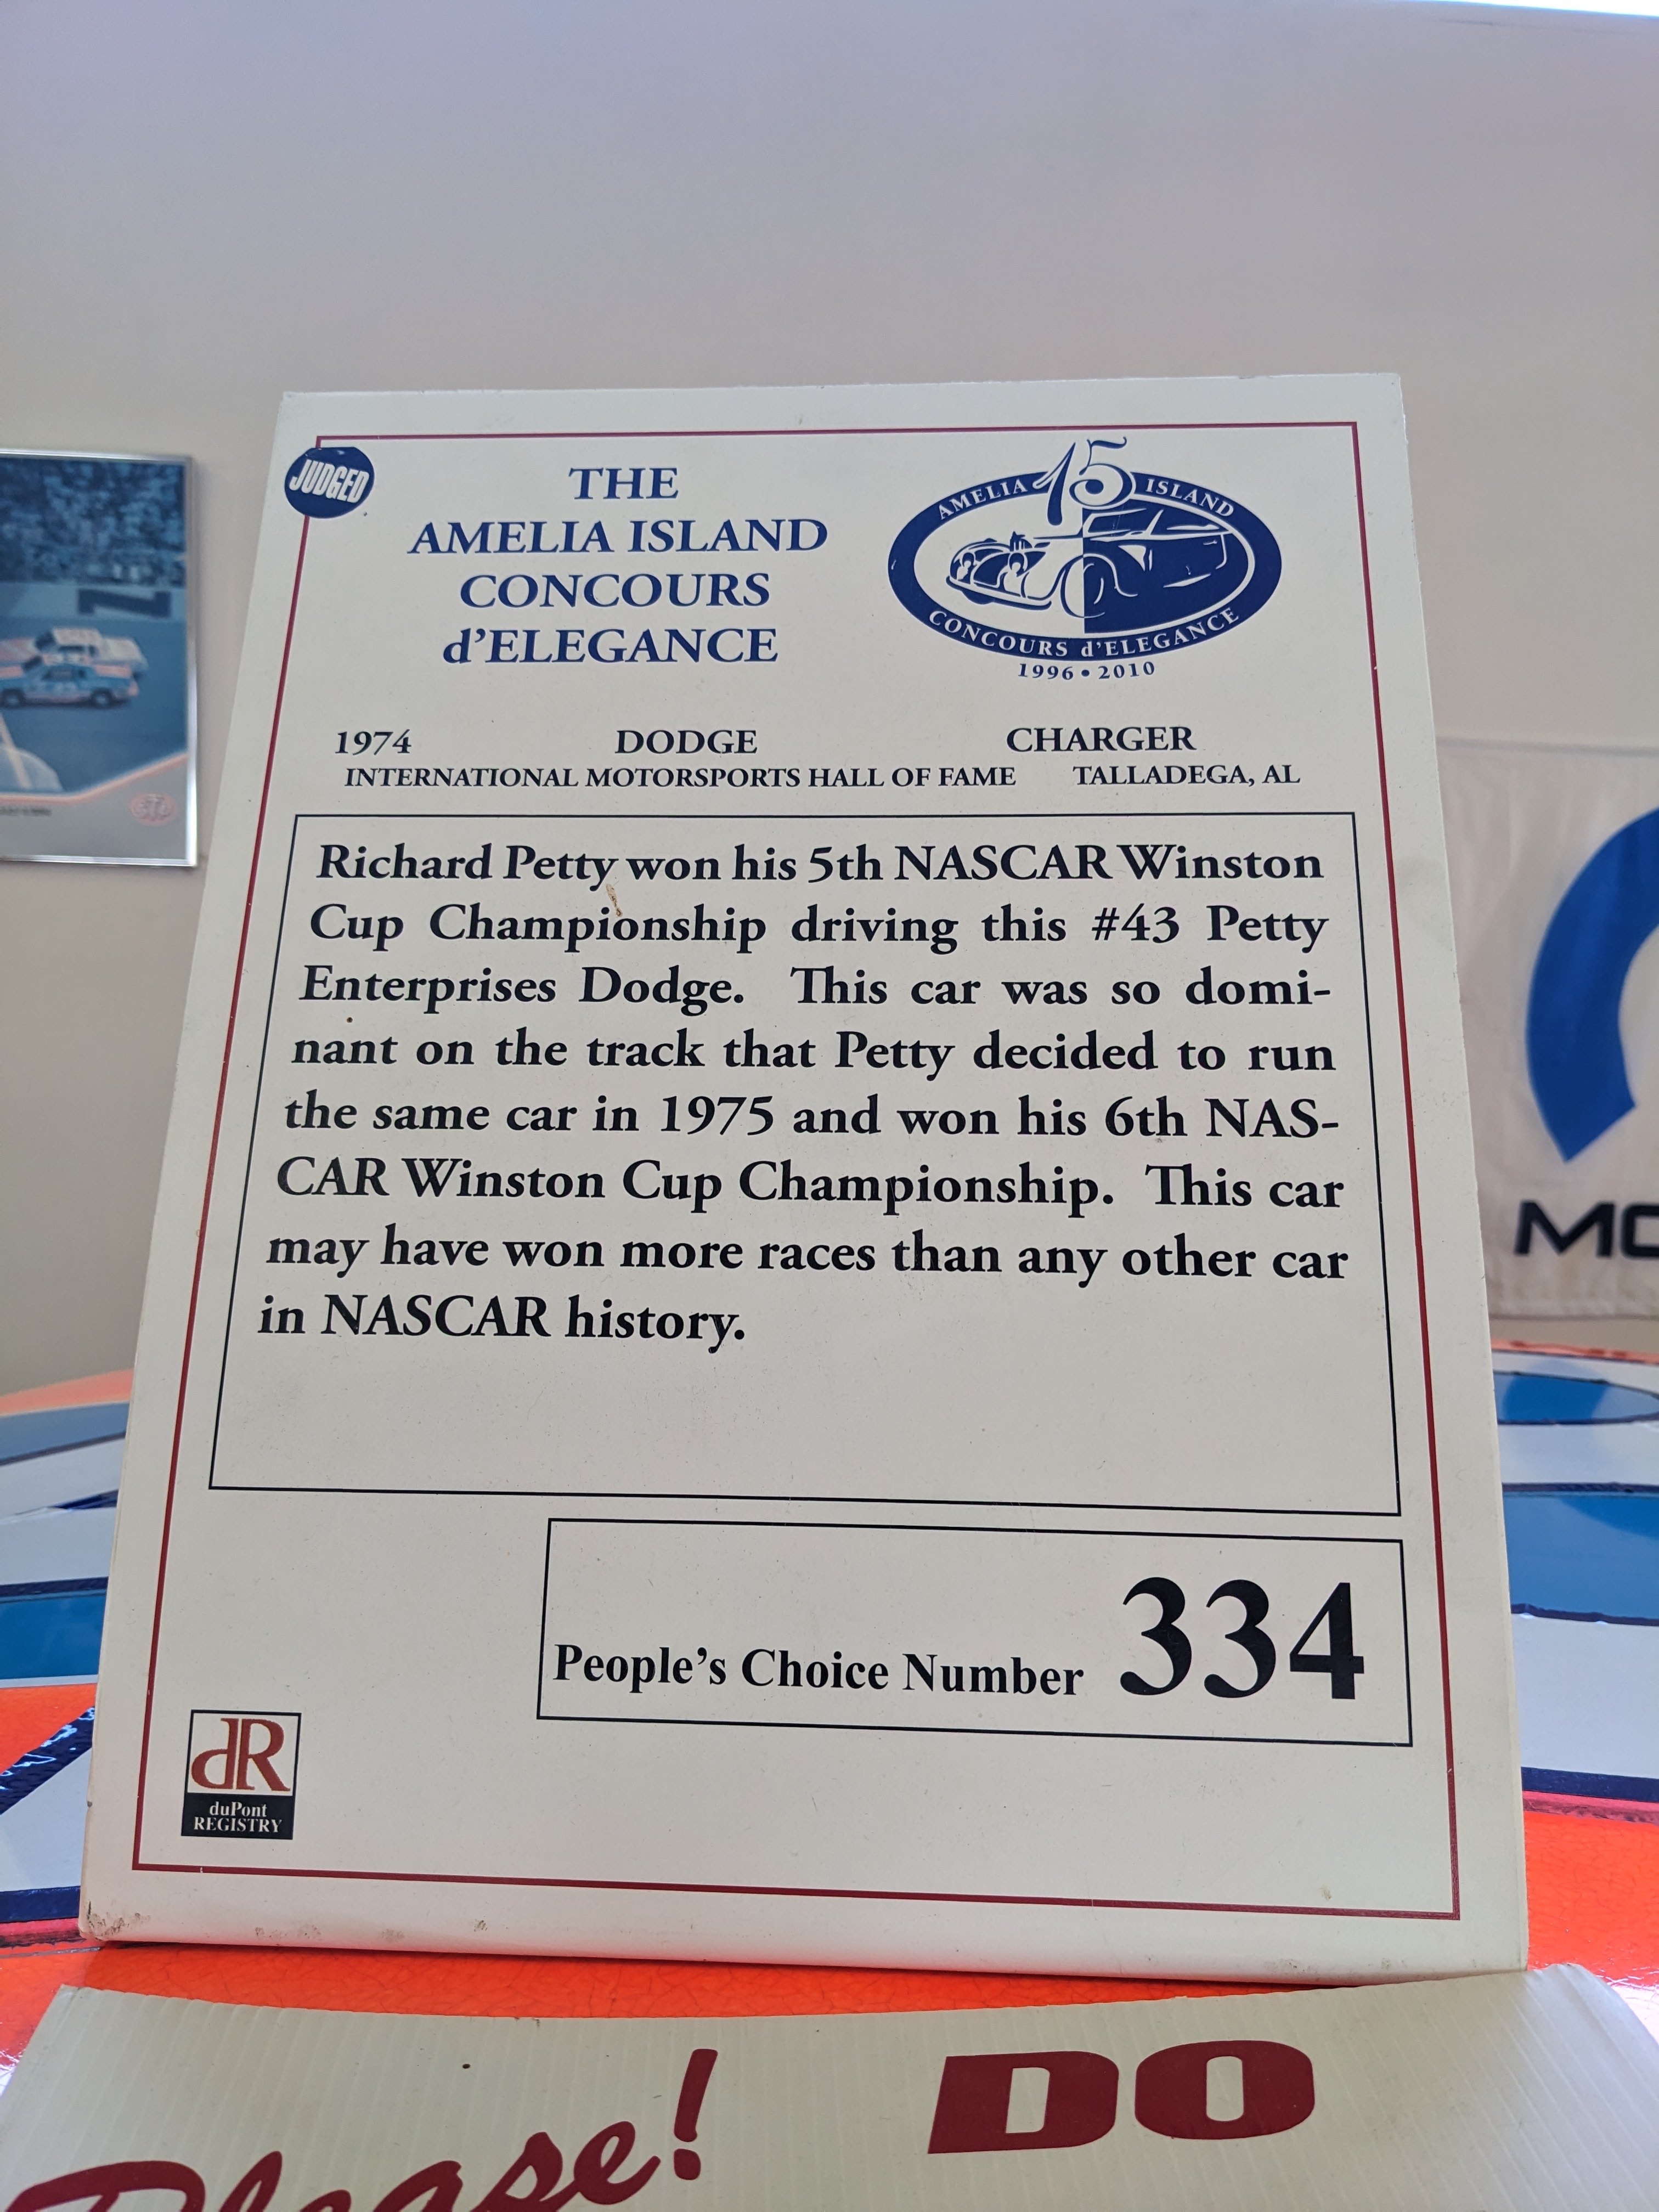 JUDGED
THE
AMELIA ISLAND
CONCOURS
d'ELEGANCE
AMELIA 15 ISLAND
CONCOURS d'ELEGANCE
1996 • 2010
1974 DODGE CHARGER
INTERNATIONAL MOTORSPORTS HALL OF FAME TALLADEGA, AL
Richard Petty won his 5th NASCAR Winston
Cup Championship driving this #43 Petty
Enterprises Dodge. This car was so domi-
nant on the track that Petty decided to run
the same car in 1975 and won his 6th NAS-
CAR Winston Cup Championship. This car
may have won more races than any other car
in NASCAR history.
People's Choice Number 334
dR
duPont
REGISTRY
STP
MO
Please! DO